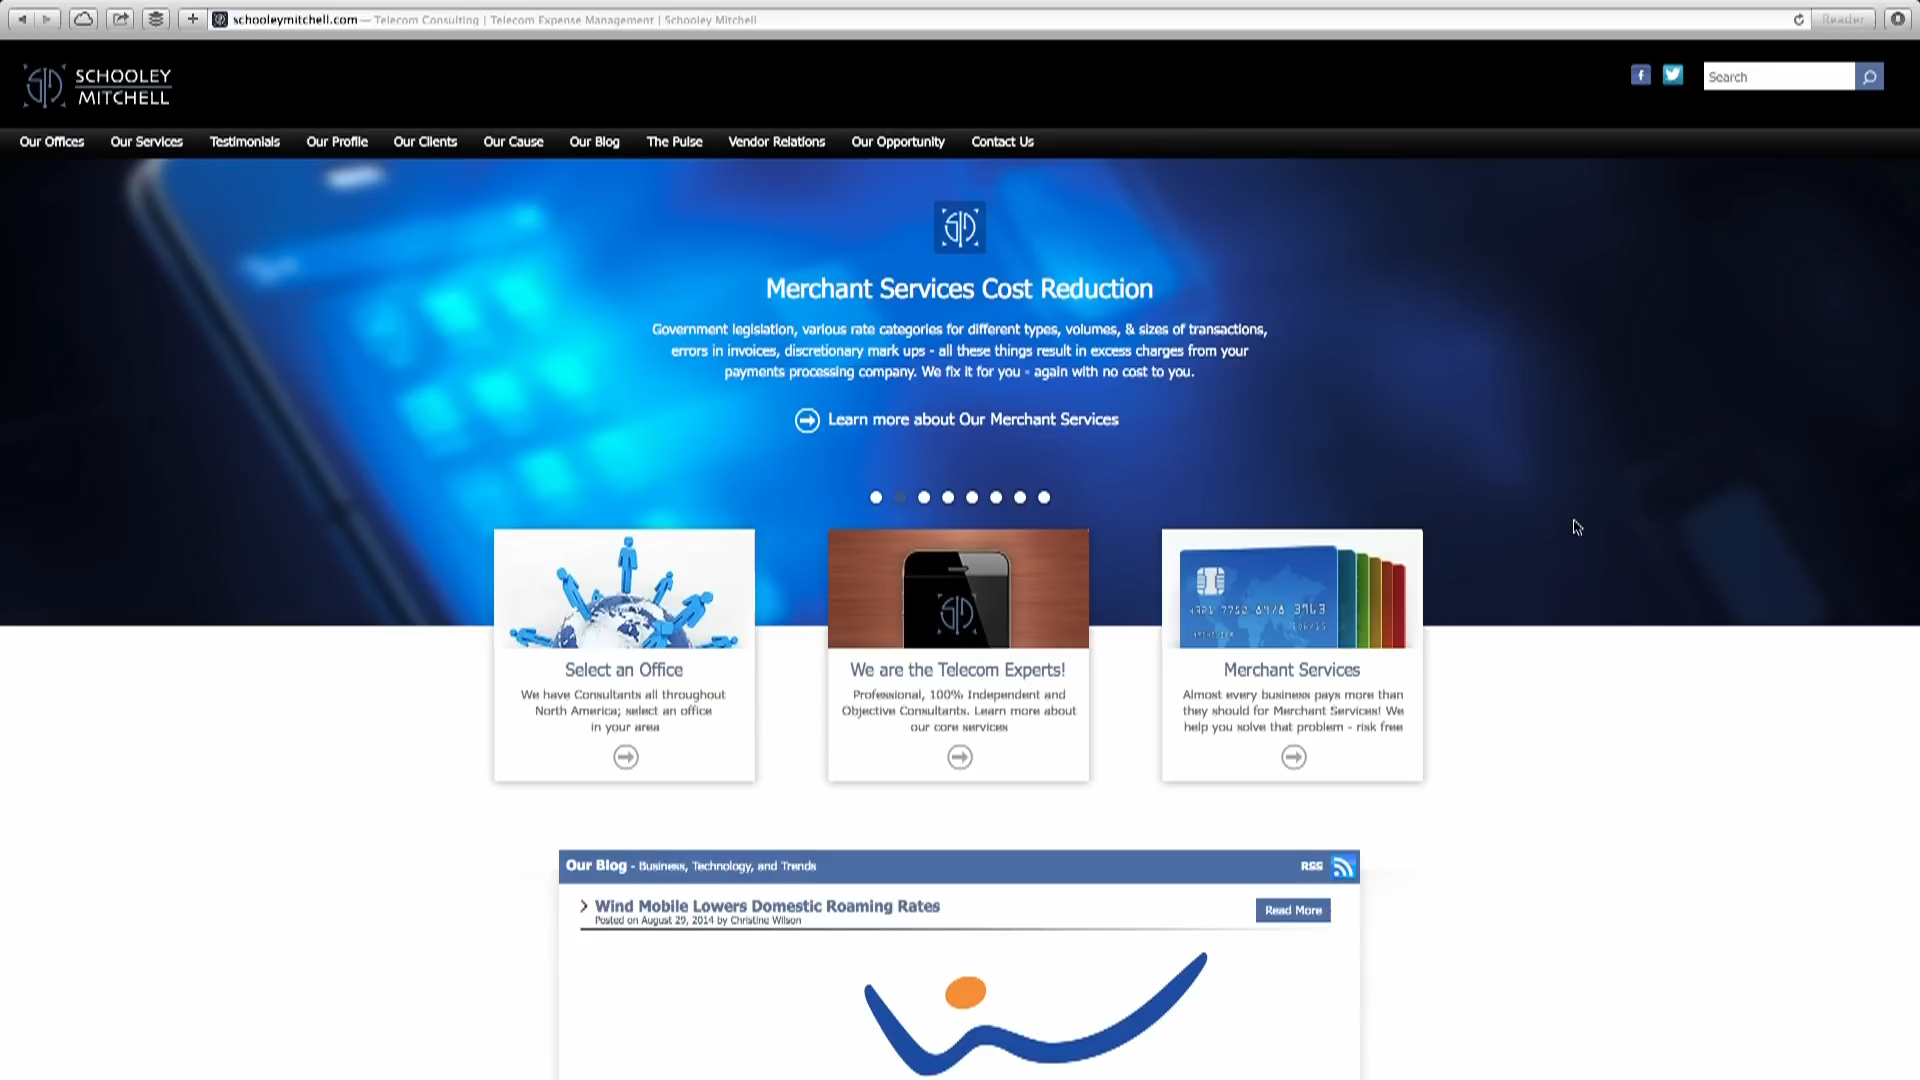 schooleymitchell.com — Telecom Consulting | Telecom Expense Management | Schooley Mitchell
Reader
SCHOOLEY
MITCHELL
Search
Our Offices Our Services Testimonials Our Profile Our Clients Our Cause Our Blog The Pulse Vendor Relations Our Opportunity Contact Us
Merchant Services Cost Reduction
Government legislation, various rate categories for different types, volumes, & sizes of transactions,
errors in invoices, discretionary mark ups - all these things result in excess charges from your
payments processing company. We fix it for you - again with no cost to you.
Learn more about Our Merchant Services
Select an Office
We have Consultants all throughout
North America; select an office
in your area
We are the Telecom Experts!
Professional, 100% Independent and
Objective Consultants. Learn more about
our core services
Merchant Services
Almost every business pays more than
they should for Merchant Services! We
help you solve that problem - risk free
Our Blog - Business, Technology, and Trends
RSS
Wind Mobile Lowers Domestic Roaming Rates
Posted on August 29, 2014 by Christine Wilson
Read More